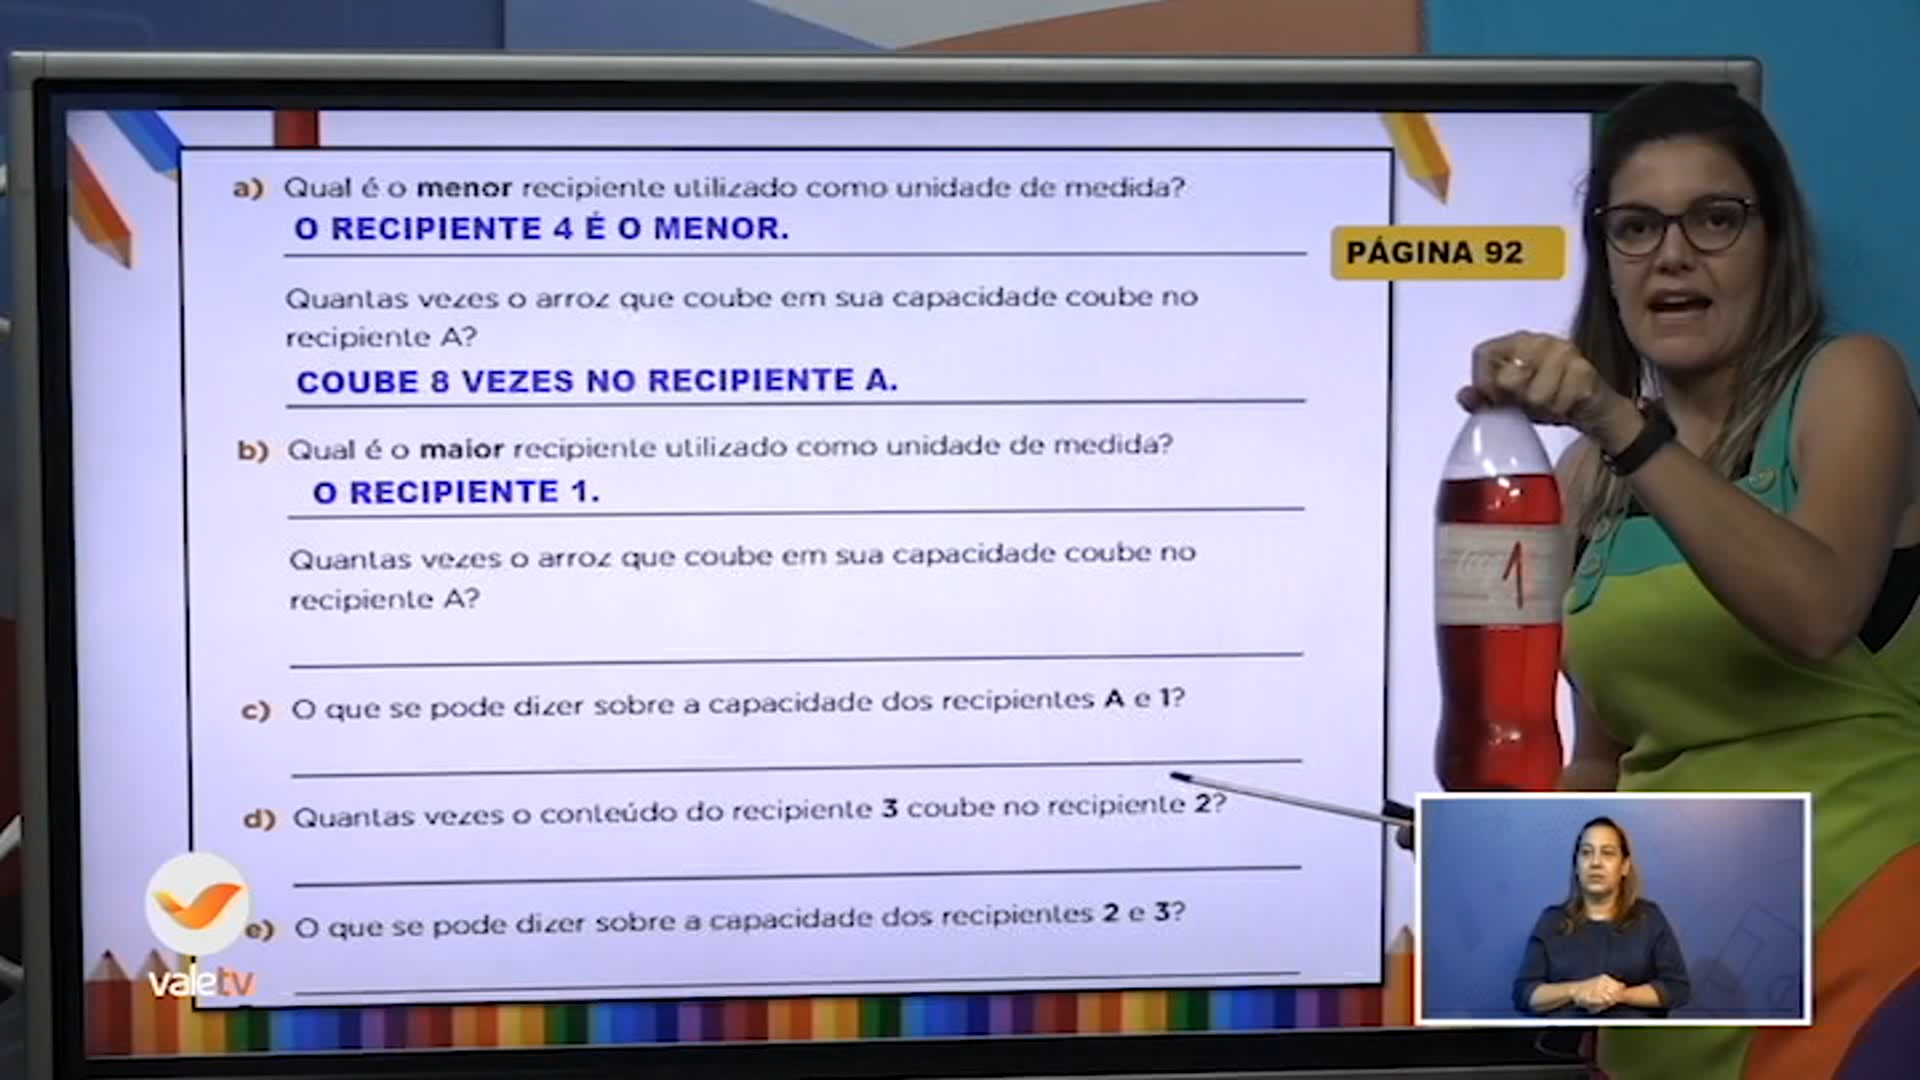 a) Qual é o menor recipiente utilizado como unidade de medida?
O RECIPIENTE 4 É O MENOR.
PÁGINA 92
Quantas vezes o arroz que coube em sua capacidade coube no
recipiente A?
COUBE 8 VEZES NO RECIPIENTE A.
b) Qual é o maior recipiente utilizado como unidade de medida?
O RECIPIENTE 1.
Quantas vezes o arroz que coube em sua capacidade coube no
recipiente A?
1
c) O que se pode dizer sobre a capacidade dos recipientes A e 1?
d) Quantas vezes o conteúdo do recipiente 3 coube no recipiente 2?
e) O que se pode dizer sobre a capacidade dos recipientes 2 e 3?
valetv